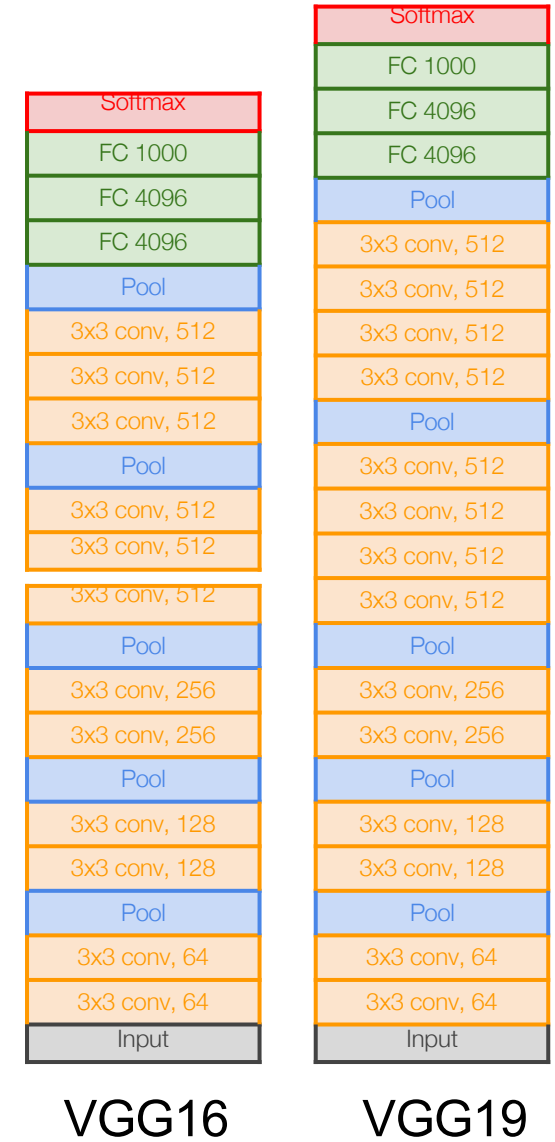 Softmax
FC 1000
FC 4096
FC 4096
Pool
3x3 conv, 512
3x3 conv, 512
3x3 conv, 512
Pool
3x3 conv, 512
3x3 conv, 512
3x3 conv, 512
Pool
3x3 conv, 256
3x3 conv, 256
Pool
3x3 conv, 128
3x3 conv, 128
Pool
3x3 conv, 64
3x3 conv, 64
Input
VGG16
Softmax
FC 1000
FC 4096
FC 4096
Pool
3x3 conv, 512
3x3 conv, 512
3x3 conv, 512
3x3 conv, 512
Pool
3x3 conv, 512
3x3 conv, 512
3x3 conv, 512
3x3 conv, 512
Pool
3x3 conv, 256
3x3 conv, 256
Pool
3x3 conv, 128
3x3 conv, 128
Pool
3x3 conv, 64
3x3 conv, 64
Input
VGG19